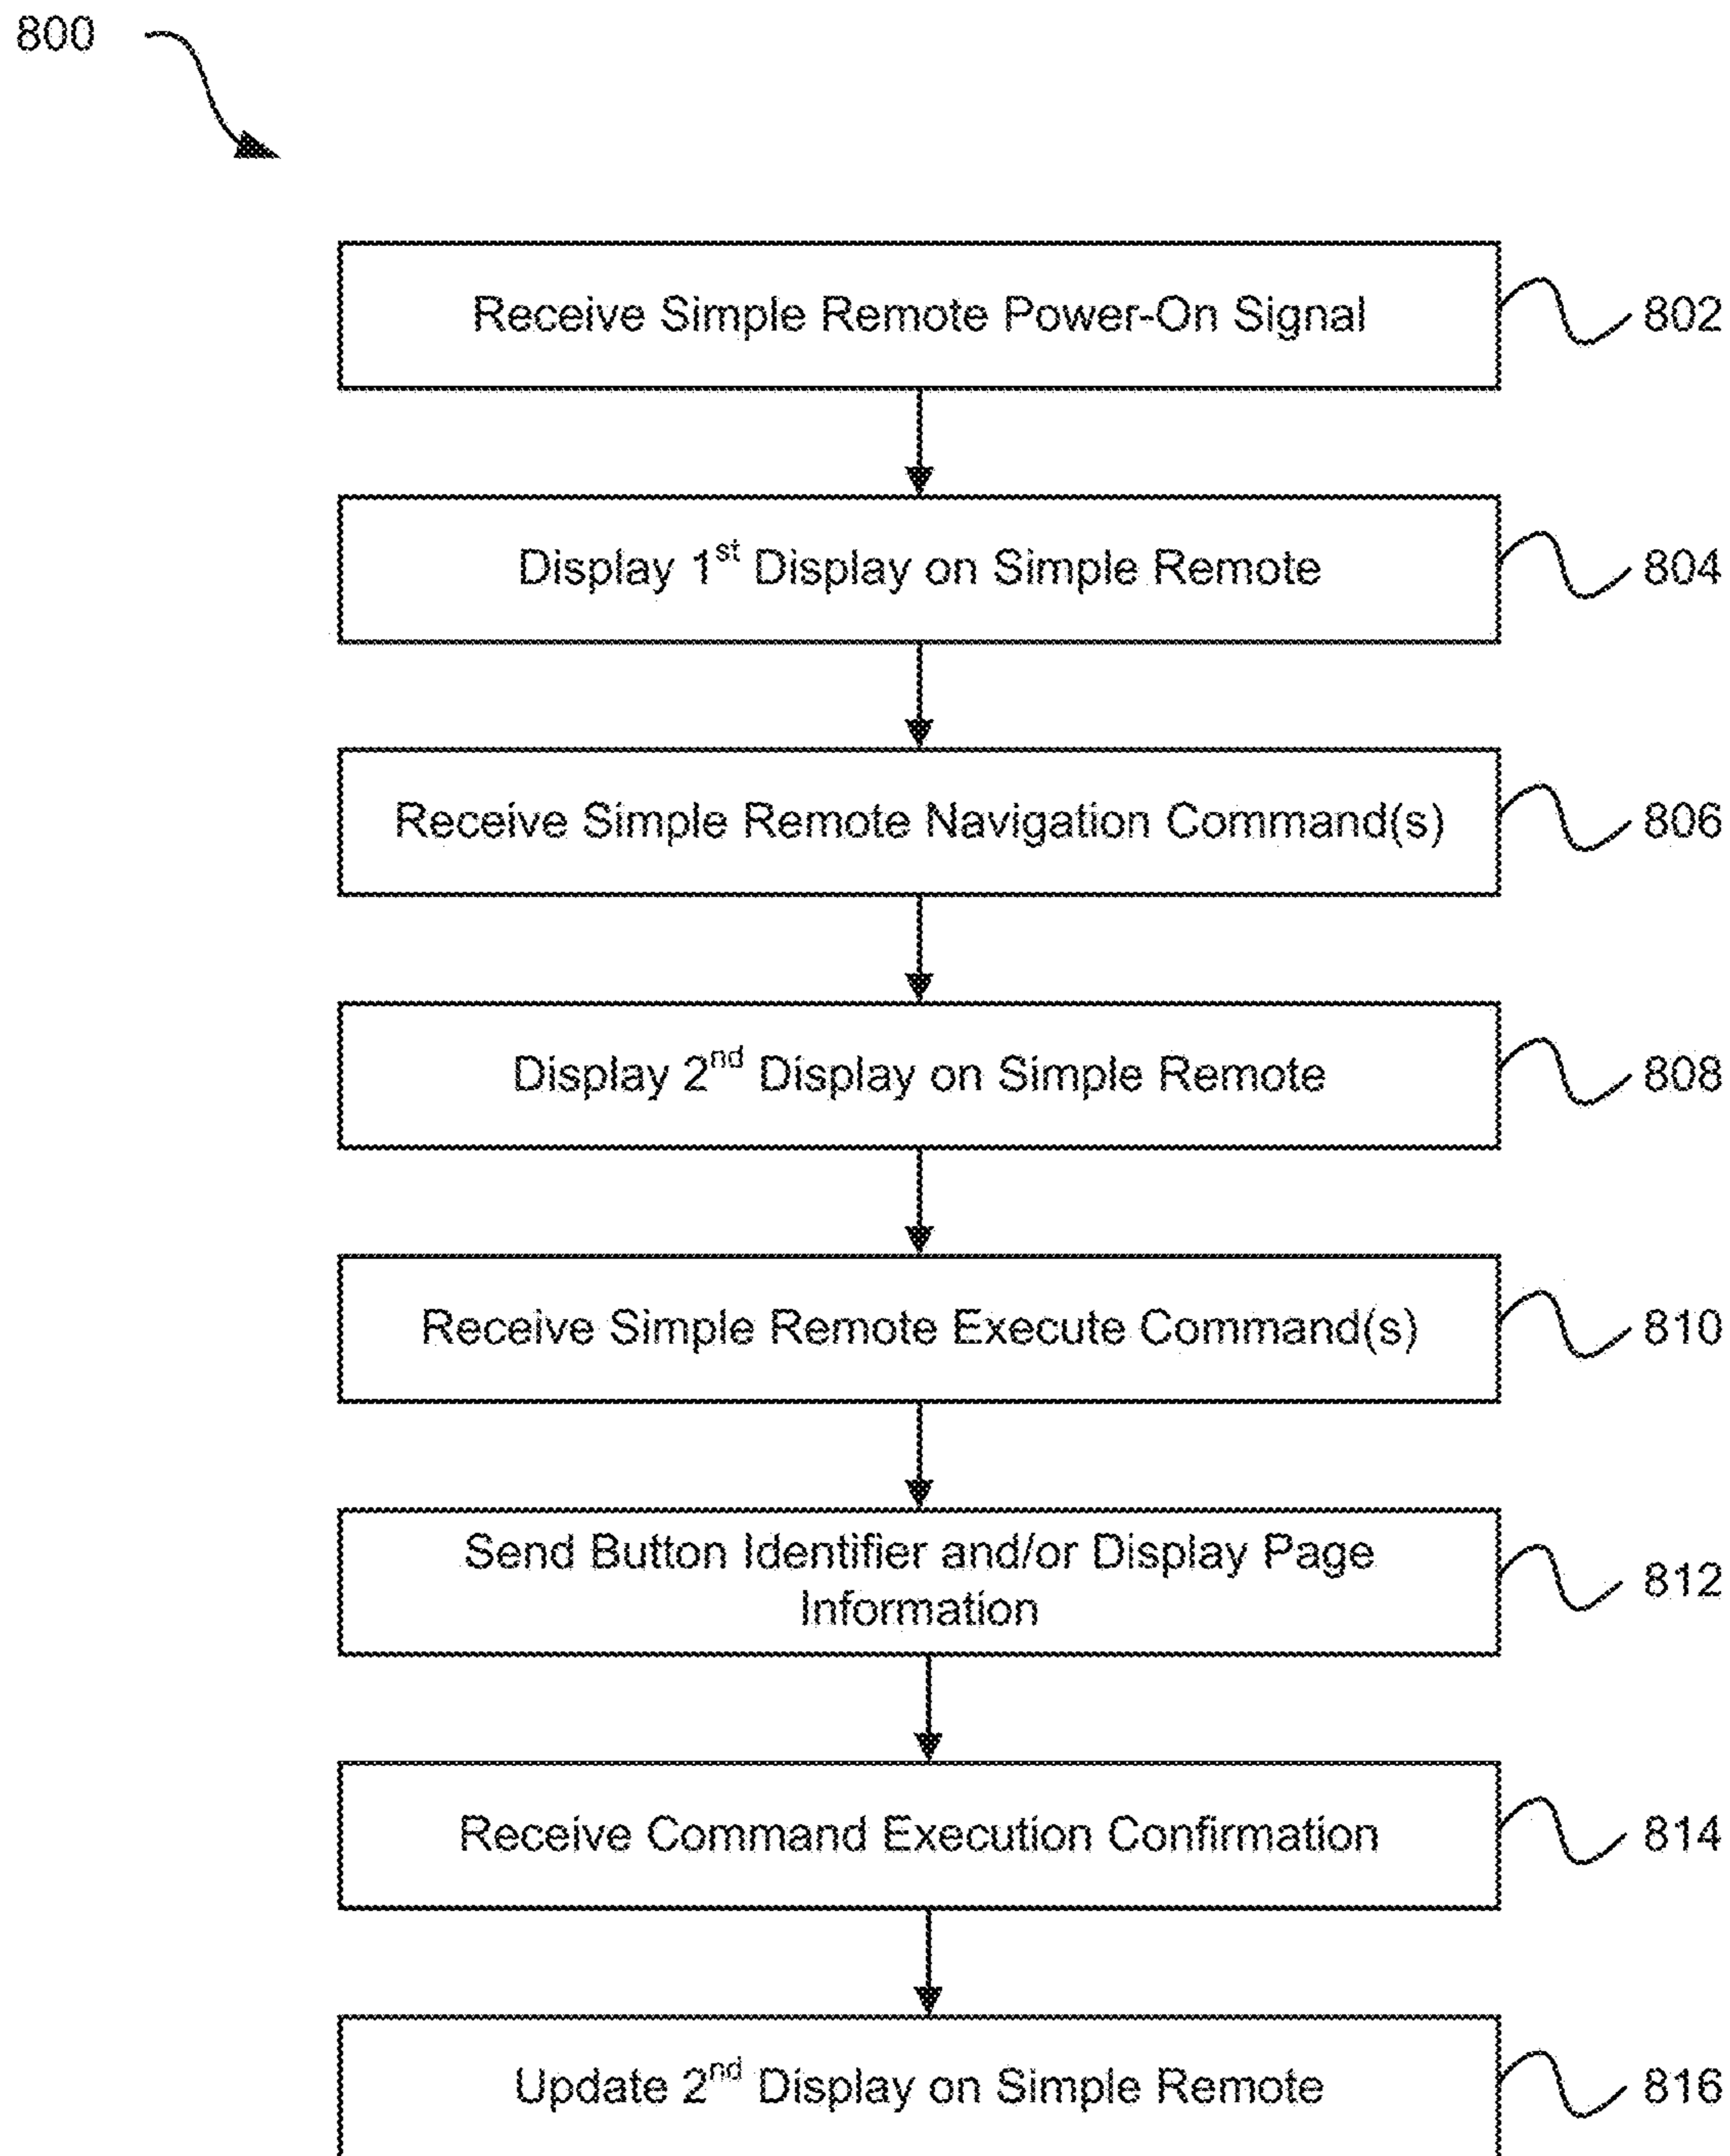 800
Receive Simple Remote Power-On Signal
802
Display 1st Display on Simple Remote
804
Receive Simple Remote Navigation Command(s)
806
Display 2nd Display on Simple Remote
808
Receive Simple Remote Execute Command(s)
810
Send Button Identifier and/or Display Page
Information
812
Receive Command Execution Confirmation
814
Update 2nd Display on Simple Remote
816